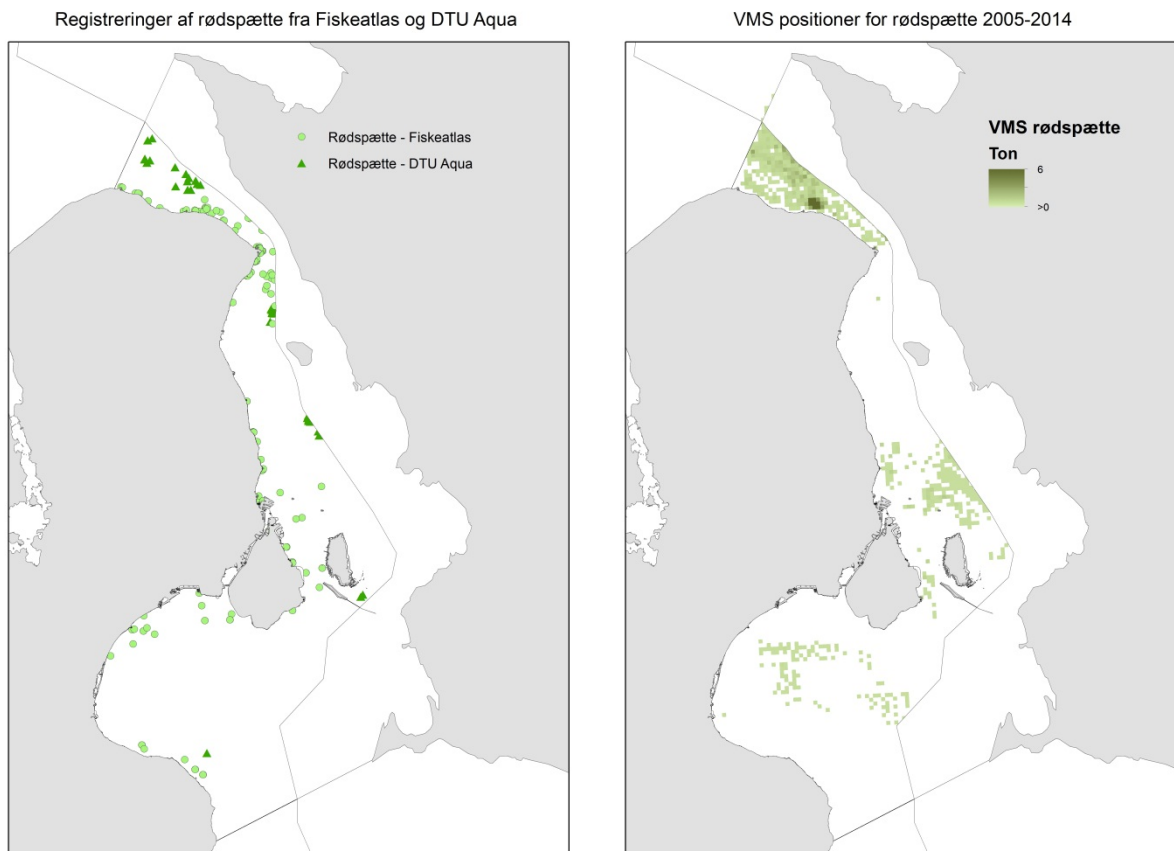 Registreringer af rødspætte fra Fiskeatlas og DTU Aqua
Rødspætte - Fiskeatlas
Rødspætte - DTU Aqua
VMS positioner for rødspætte 2005-2014
VMS rødspætte
Ton
6
>0